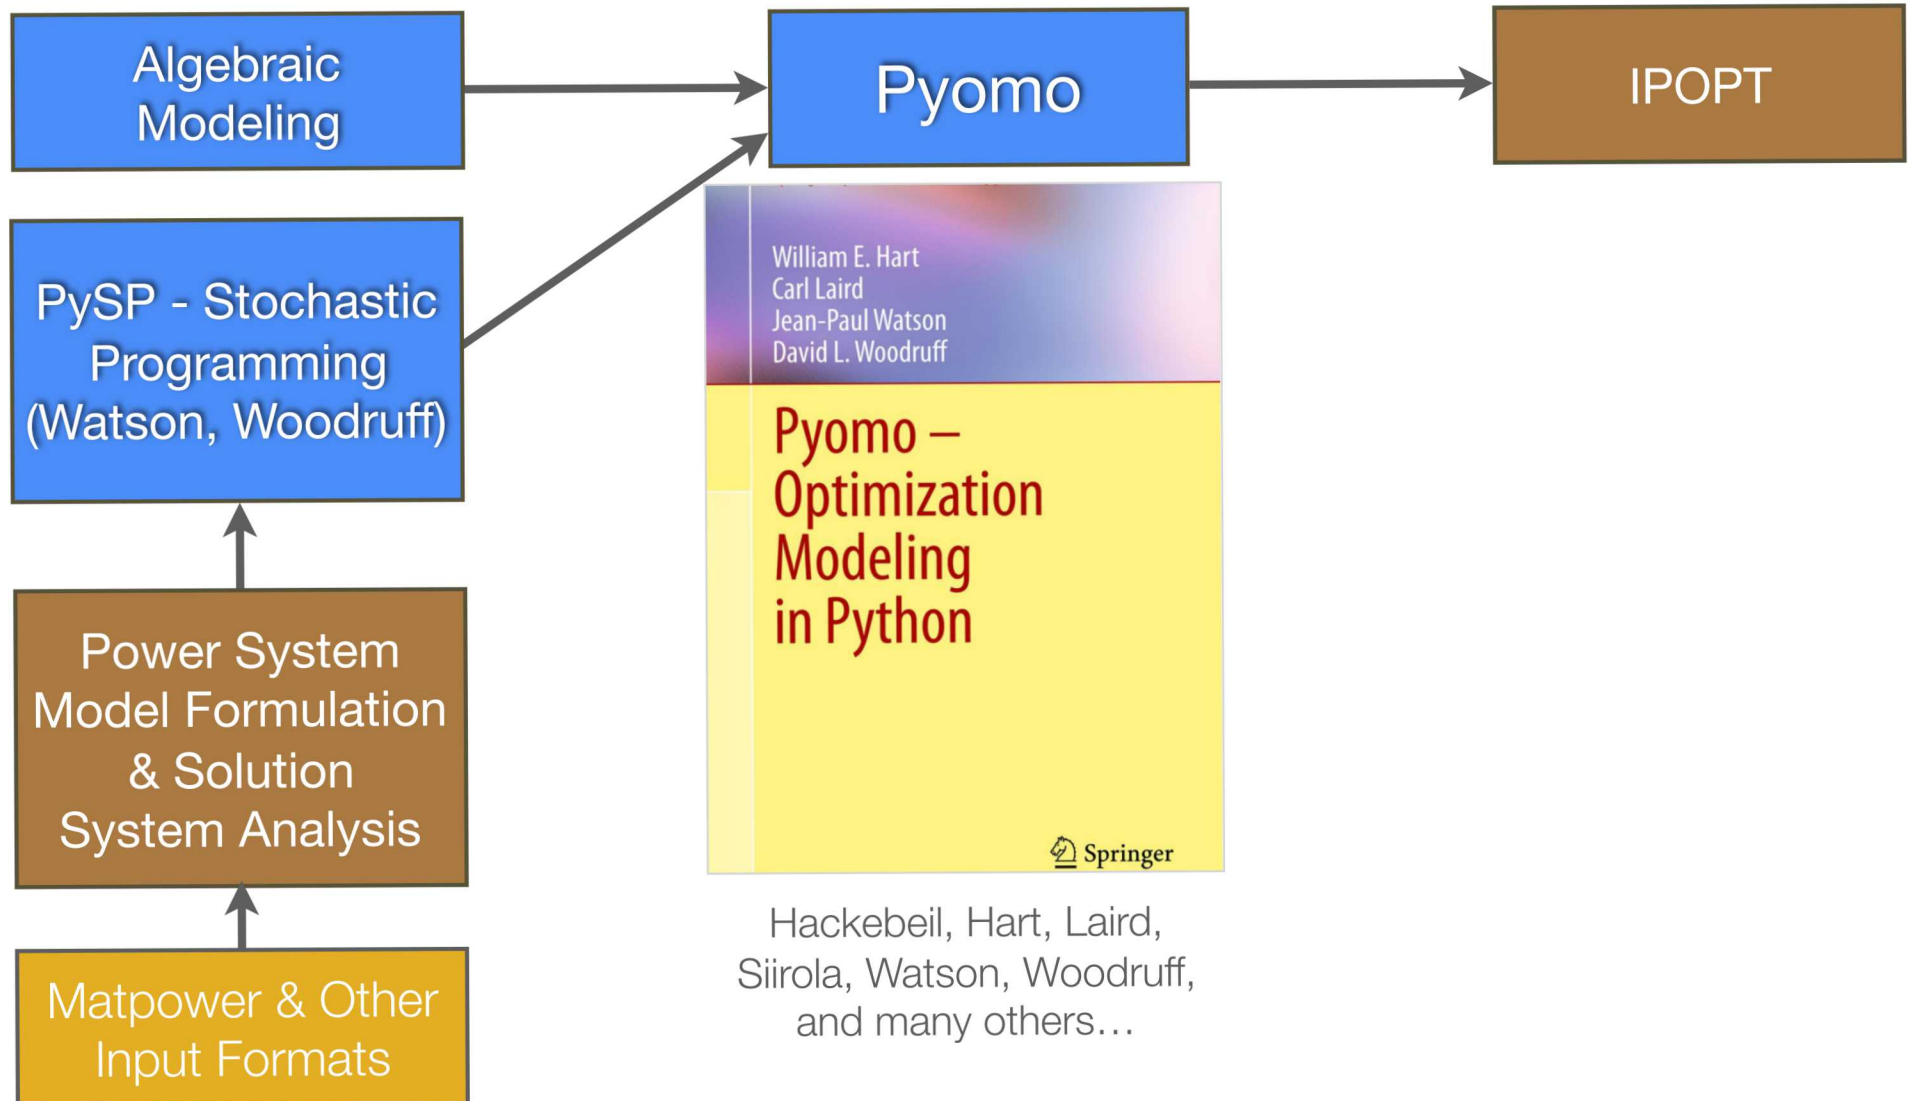 Algebraic
Modeling
Pyomo
IPOPT
PySP - Stochastic
Programming
(Watson, Woodruff)
Power System
Model Formulation
& Solution
System Analysis
Matpower & Other
Input Formats
William E. Hart
Carl Laird
Jean-Paul Watson
David L. Woodruff
Pyomo –
Optimization
Modeling
in Python
Springer
Hackebeil, Hart, Laird,
Siirola, Watson, Woodruff,
and many others…